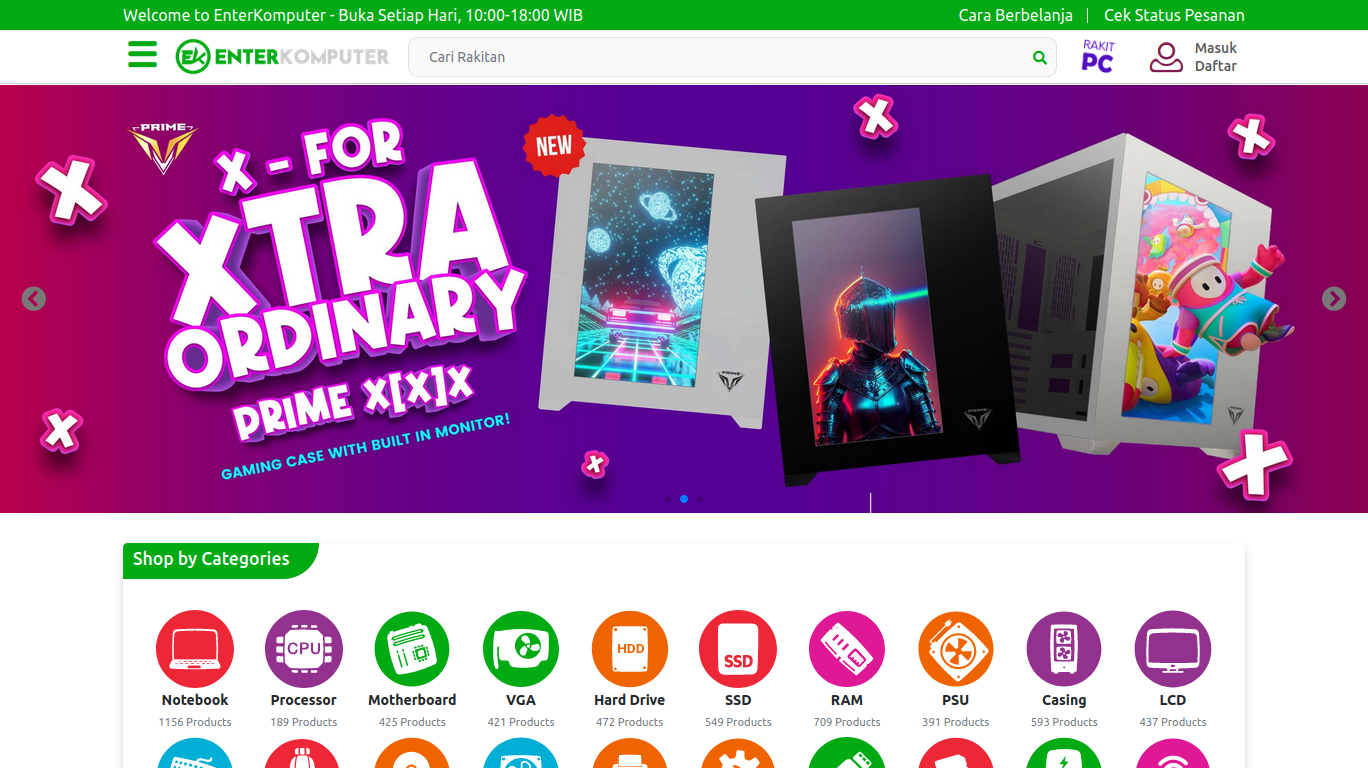 Welcome to EnterKomputer - Buka Setiap Hari, 10:00-18:00 WIB
Cara Berbelanja
Cek Status Pesanan
EK ENTERKOMPUTER
Cari Rakitan
RAKIT
PC
Masuk
Daftar
PRIME
X - FOR
XTRA
ORDINARY
PRIME X[X]X
GAMING CASE WITH BUILT IN MONITOR!
NEW
PRIME
PRIME
Shop by Categories
CPU
HDD
SSD
Notebook
Processor
Motherboard
VGA
Hard Drive
SSD
RAM
PSU
Casing
LCD
1156 Products
189 Products
425 Products
421 Products
472 Products
549 Products
709 Products
391 Products
593 Products
437 Products